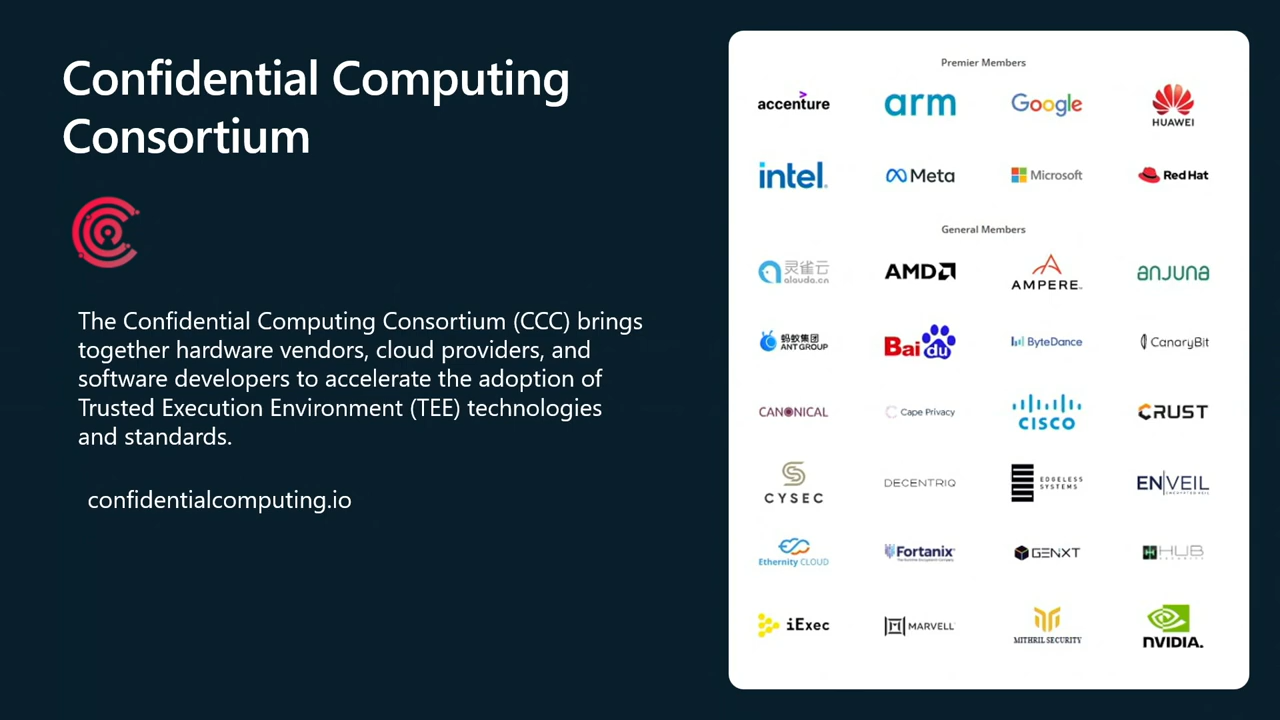 Confidential Computing
Consortium
The Confidential Computing Consortium (CCC) brings
together hardware vendors, cloud providers, and
software developers to accelerate the adoption of
Trusted Execution Environment (TEE) technologies
and standards.
confidentialcomputing.io
Premier Members
accenture arm Google HUAWEI
intel. Meta Microsoft Red Hat
General Members
灵雀云
alauda.cn AMD AMPERE anjuna
蚂蚁集团
ANT GROUP Bai du ByteDance CanaryBit
CANONICAL Cape Privacy CISCO CRUST
CYSEC DECENTRIQ EDGELESS
SYSTEMS ENVEIL
Ethernity CLOUD Fortanix GENXT HUB
iExec MARVELL MITHRIL SECURITY NVIDIA.